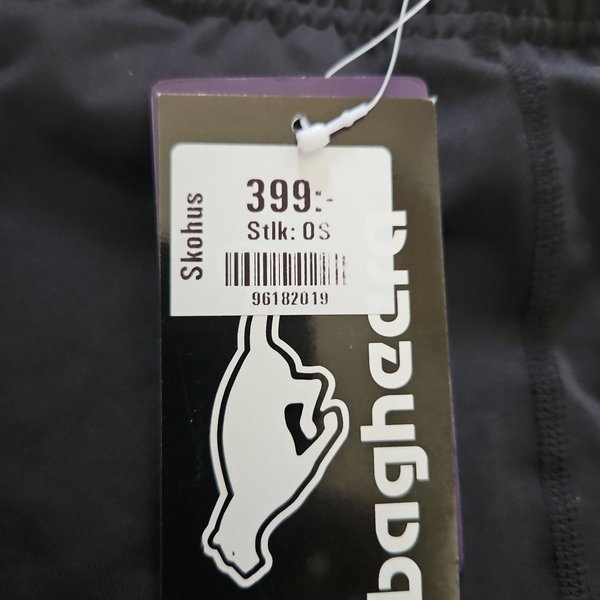 Skohus
399:-
Stlk: OS
96182019
bagheera